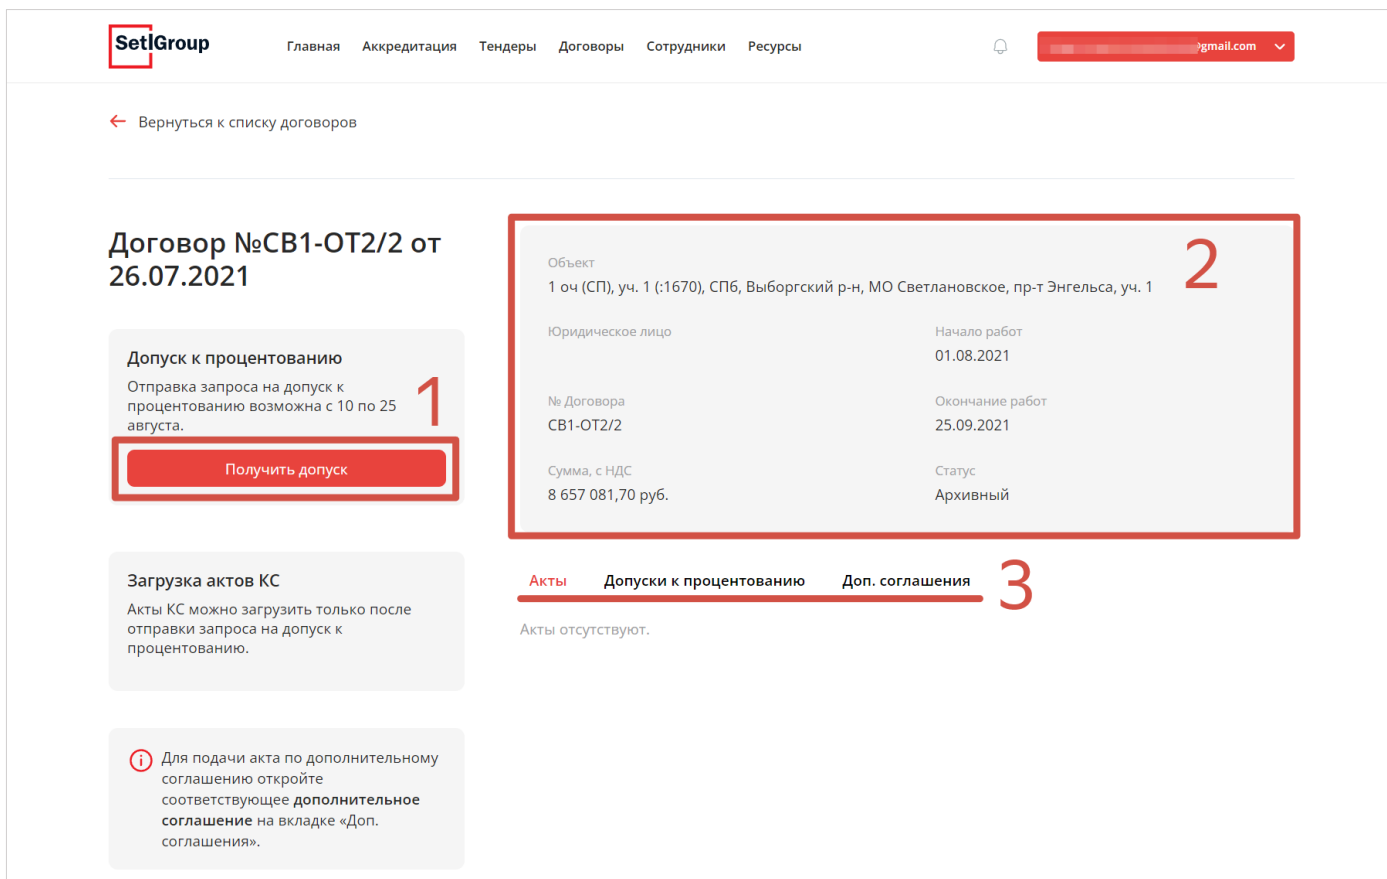 SetlGroup
Главная Аккредитация Тендеры Договоры Сотрудники Ресурсы
gmail.com
Вернуться к списку договоров
Договор №СВ1-ОТ2/2 от
26.07.2021
Допуск к процентованию
Отправка запроса на допуск к
процентованию возможна с 10 по 25
августа.
1
Получить допуск
Загрузка актов КС
Акты КС можно загрузить только после
отправки запроса на допуск к
процентованию.
Для подачи акта по дополнительному
соглашению откройте
соответствующее дополнительное
соглашение на вкладке «Доп.
соглашения».
2
Объект
1 оч (СП), уч. 1 (:1670), СПб, Выборгский р-н, МО Светлановское, пр-т Энгельса, уч. 1
Юридическое лицо
Начало работ
01.08.2021
№ Договора
СВ1-ОТ2/2
Окончание работ
25.09.2021
Сумма, с НДС
8 657 081,70 руб.
Статус
Архивный
Акты Допуски к процентованию Доп. соглашения
3
Акты отсутствуют.